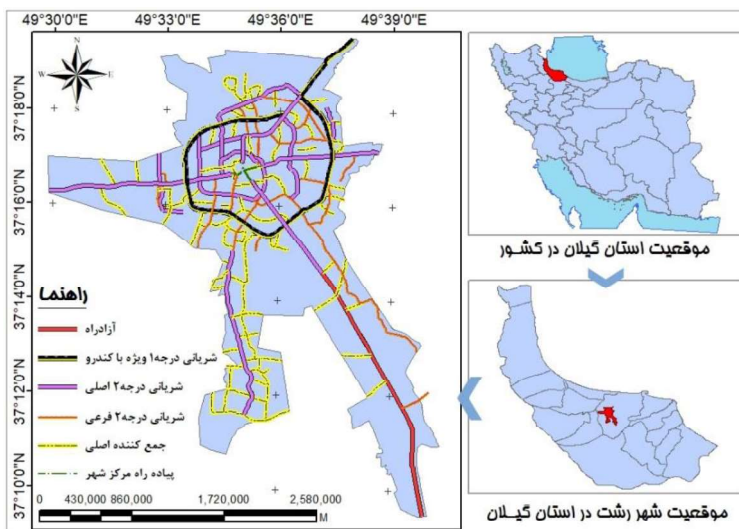 49°30'0"E 49°33'0"E 49°36'0"E 49°39'0"E
N
W E
S
37°18'0"N
37°16'0"N
37°14'0"N
37°12'0"N
37°10'0"N
راهنما
آزادراه
شریانی درجه۱ ویژه با کندرو
شریانی درجه۲ اصلی
شریانی درجه۲ فرعی
جمع کننده اصلی
پیاده راه مرکز شهر
0 430,000 860,000 1,720,000 2,580,000
M
موقعیت استان گیلان در کشور
موقعیت شهر رشت در استان گیلان